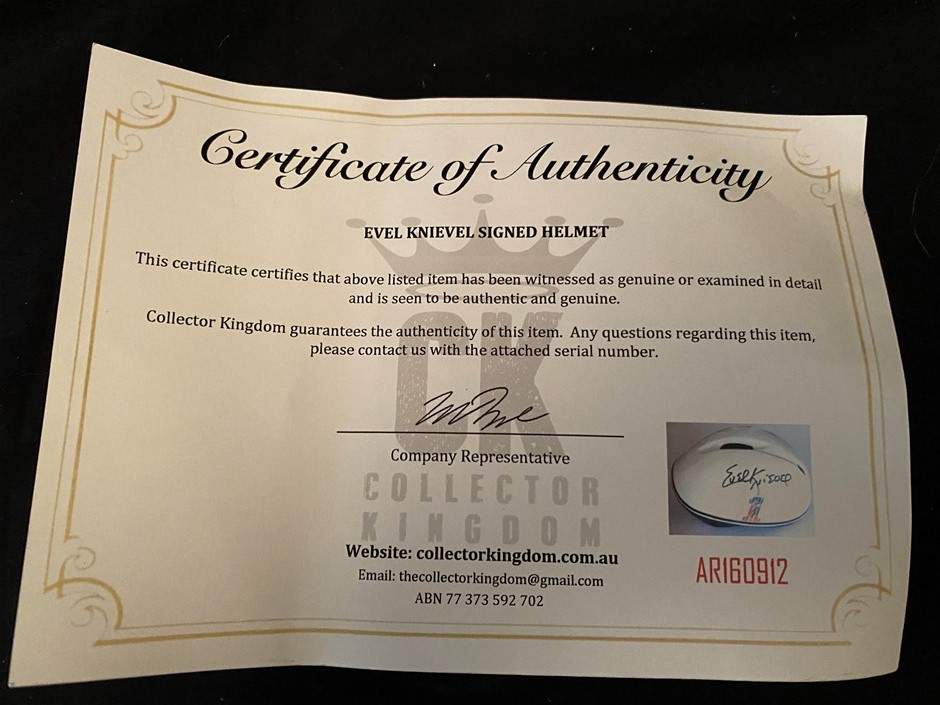 Certificate of Authenticity
EVEL KNIEVEL SIGNED HELMET
This certificate certifies that above listed item has been witnessed as genuine or examined in detail
and is seen to be authentic and genuine.
Collector Kingdom guarantees the authenticity of this item. Any questions regarding this item,
please contact us with the attached serial number.
CK
Company Representative
COLLECTOR
KINGDOM
Website: collectorkingdom.com.au
Email: thecollectorkingdom@gmail.com
ABN 77 373 592 702
Evel Knievel
AR160912